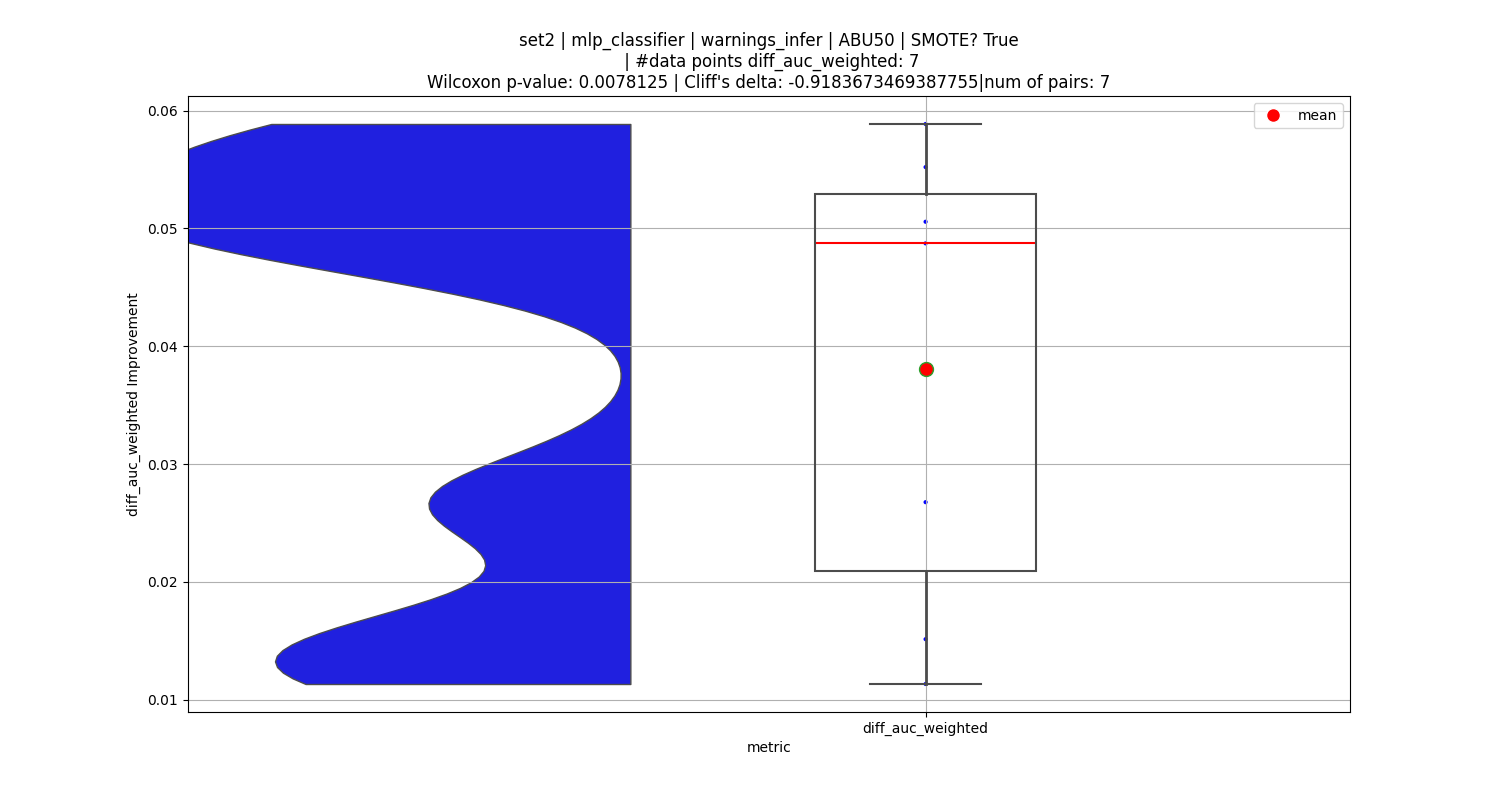 set2 | mlp_classifier | warnings_infer | ABU50 | SMOTE? True
| #data points diff_auc_weighted: 7
Wilcoxon p-value: 0.0078125 | Cliff's delta: -0.9183673469387755|num of pairs: 7
mean
0.06
0.05
0.04
0.03
0.02
0.01
diff_auc_weighted Improvement
diff_auc_weighted
metric